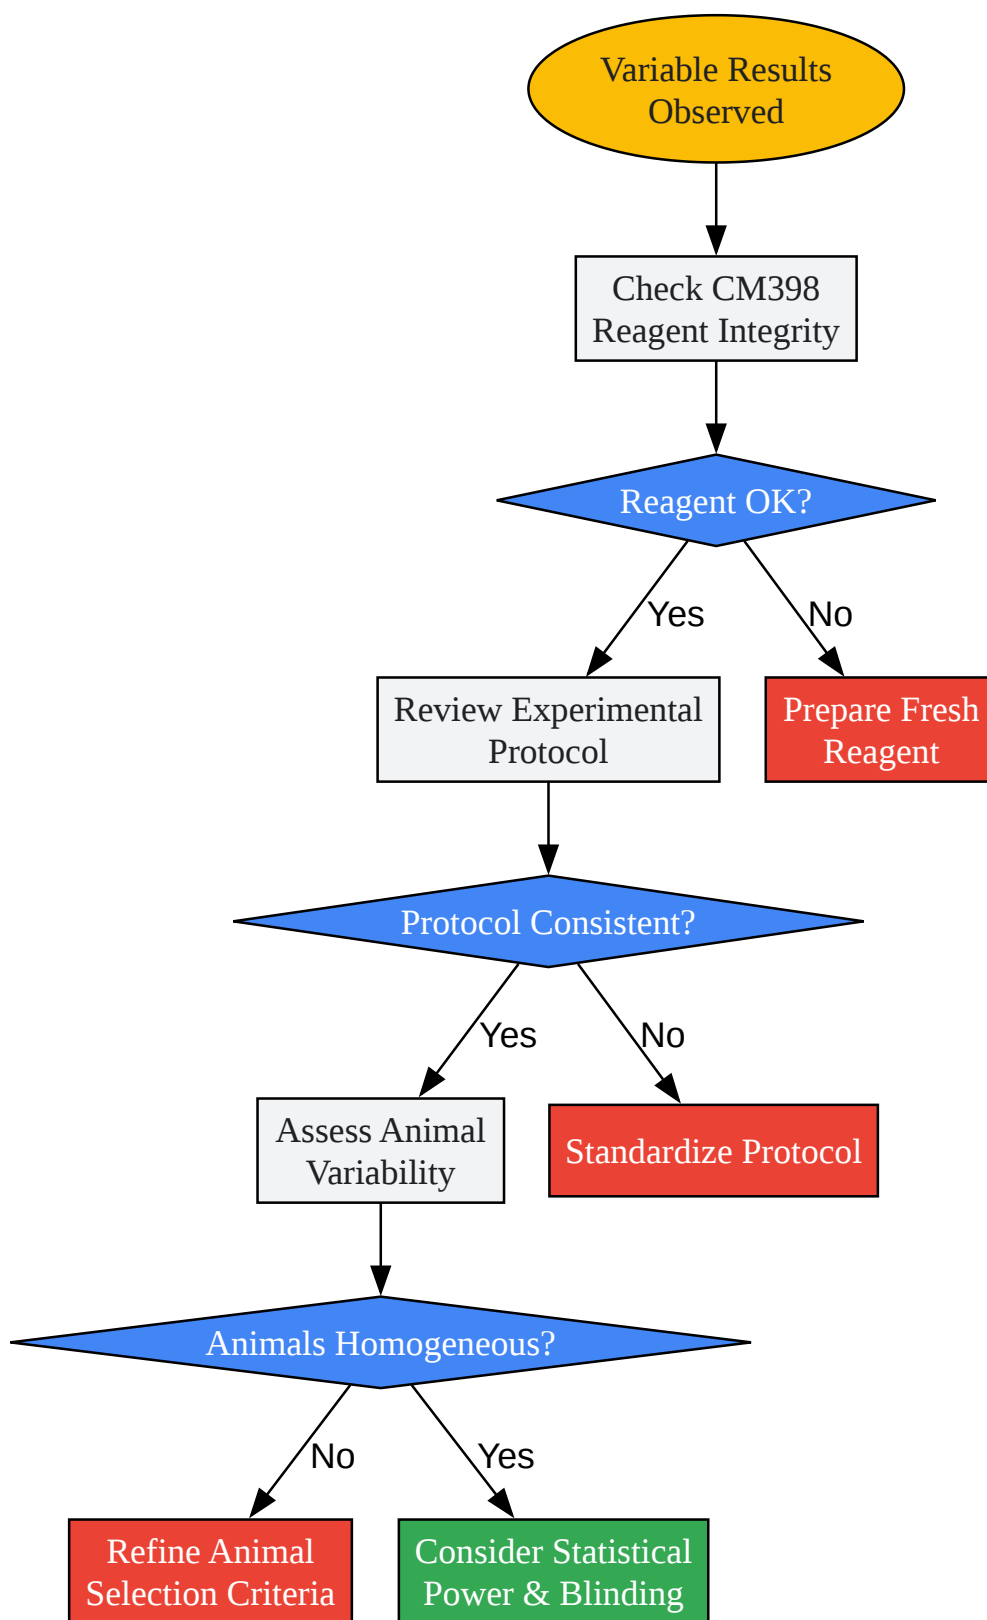 Variable Results
Observed
Check CM398
Reagent Integrity
Reagent OK?
Yes
No
Review Experimental
Protocol
Prepare Fresh
Reagent
Protocol Consistent?
Yes
No
Assess Animal
Variability
Standardize Protocol
Animals Homogeneous?
No
Yes
Refine Animal
Selection Criteria
Consider Statistical
Power & Blinding